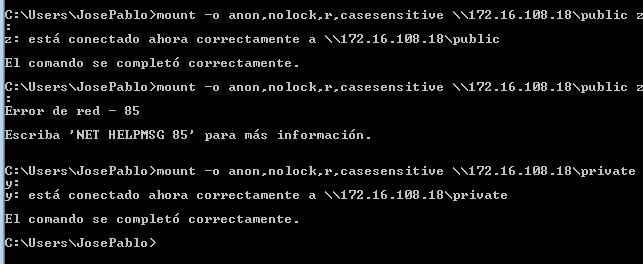 C:\Users\JosePablo>mount -o anon,nolock,r,casesensitive \\172.16.108.18\public z
:
z: está conectado ahora correctamente a \\172.16.108.18\public
El comando se completó correctamente.
C:\Users\JosePablo>mount -o anon,nolock,r,casesensitive \\172.16.108.18\public z
:
Error de red - 85
Escriba 'NET HELPMSG 85' para más información.
C:\Users\JosePablo>mount -o anon,nolock,r,casesensitive \\172.16.108.18\private
y:
y: está conectado ahora correctamente a \\172.16.108.18\private
El comando se completó correctamente.
C:\Users\JosePablo>